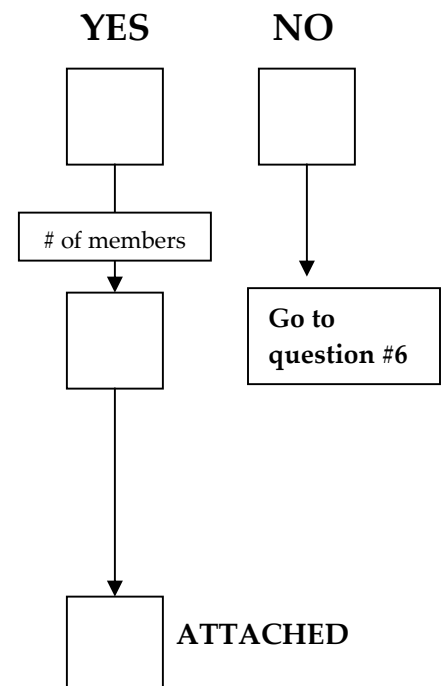 YES NO
# of members
Go to
question #6
ATTACHED